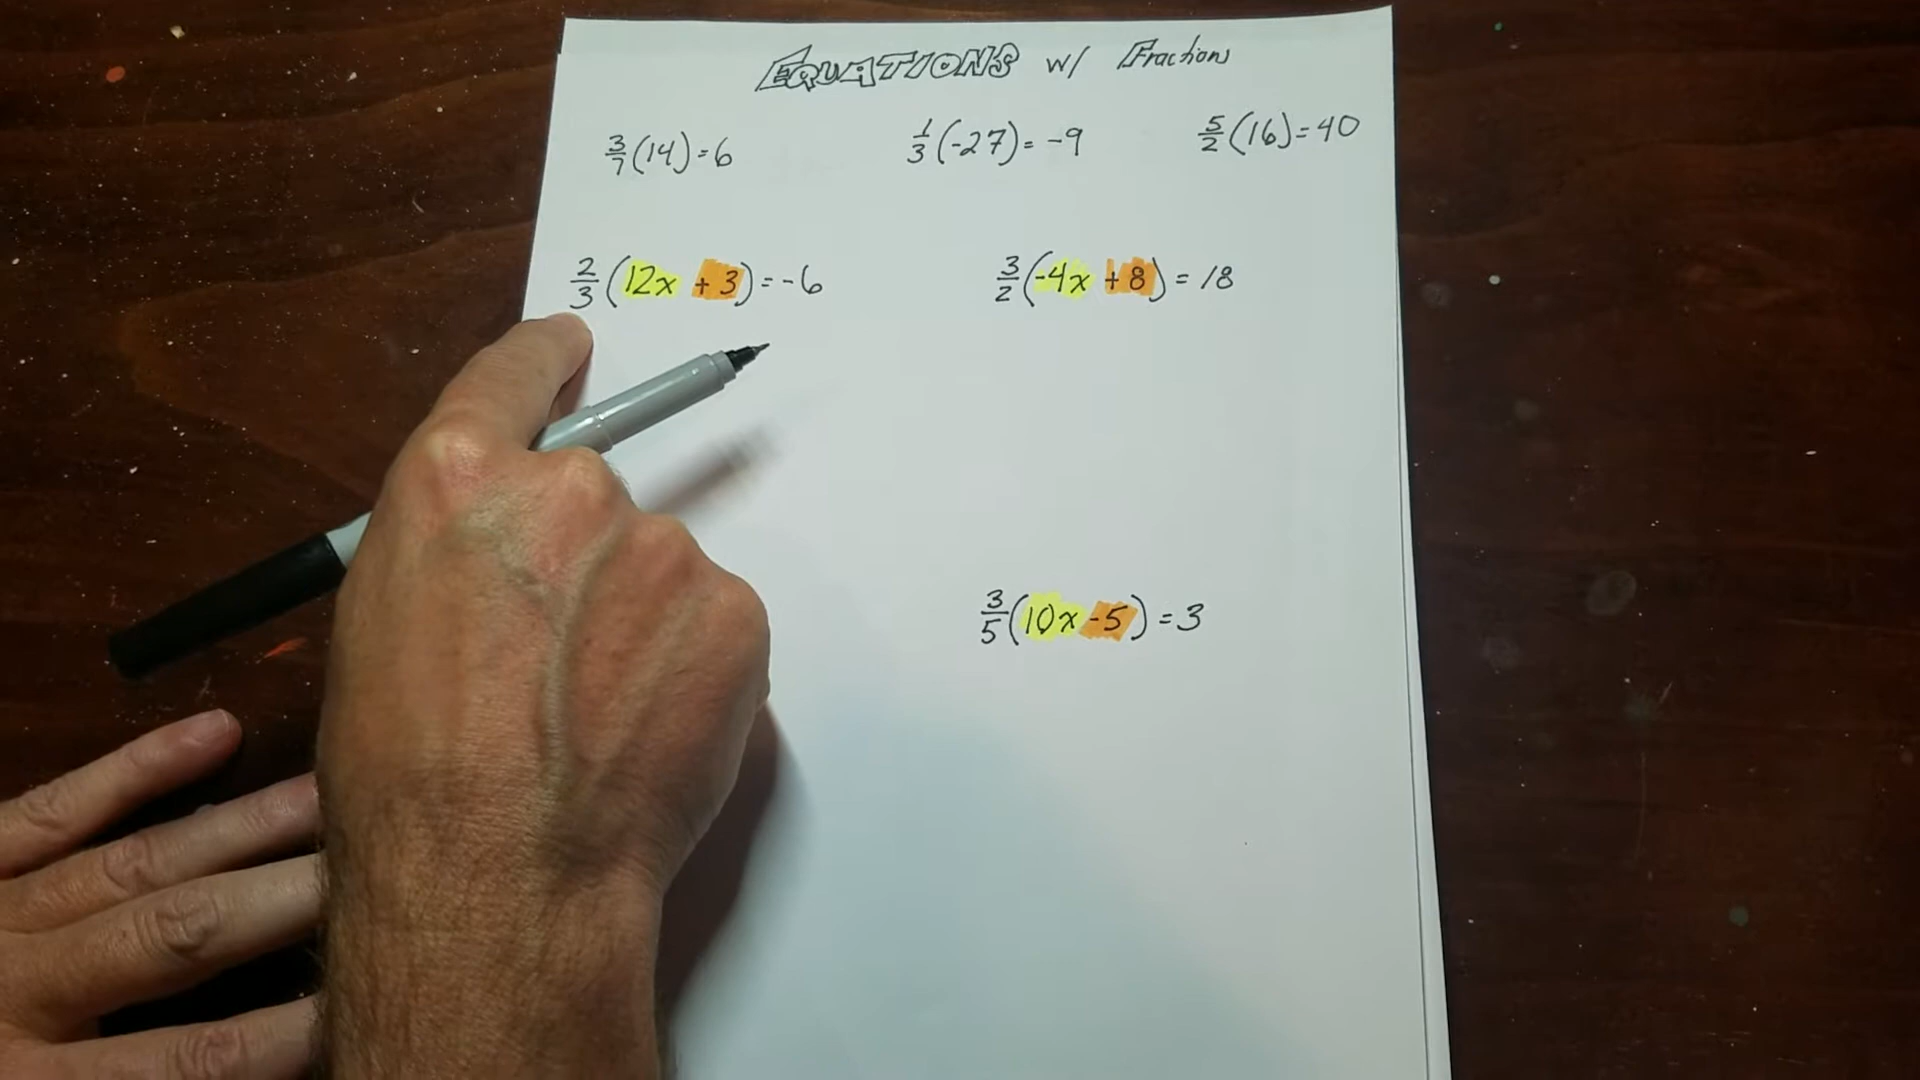 EQUATIONS w/ Fractions
3/7(14)=6 1/3(-27)=-9 5/2(16)=40
2/3(12x + 3)=-6 3/2(-4x + 8)=18
3/5(10x-5)=3